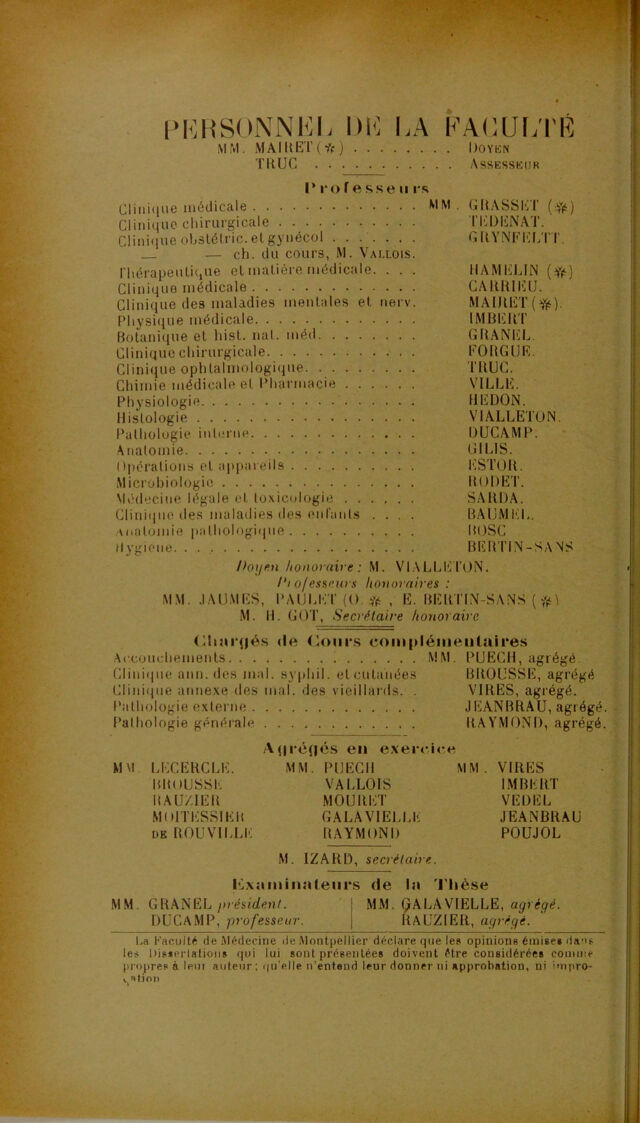 PERSONNEL DE LA FACULTÉ
MM. MAIRET (✻) . . . . . . . . DOYEN
TRUC . . . . . . . . . . . ASSESSEUR
Professeurs
Clinique médicale . . . . . . . . . . . . . MM. GRASSET (✻)
Clinique chirurgicale . . . . . . . . . . . TEDENAT.
Clinique obstétric. et gynécol . . . . . . . GRYNFELTT.
— — ch. du cours, M. VALLOIS.
Thérapeutique et matière médicale. . . . HAMELIN (✻)
Clinique médicale . . . . . . . . . . . . . CARRIEU.
Clinique des maladies mentales et nerv. MAIRET (✻).
Physique médicale. . . . . . . . . . . . . IMBERT
Botanique et hist. nat. méd. . . . . . . . GRANEL.
Clinique chirurgicale. . . . . . . . . . . . FORGUE.
Clinique ophtalmologique. . . . . . . . . TRUC.
Chimie médicale et Pharmacie . . . . . . VILLE.
Physiologie. . . . . . . . . . . . . . . . . HEDON.
Histologie . . . . . . . . . . . . . . . . . VIALLETON.
Pathologie interne. . . . . . . . . . . . . DUCAMP.
Anatomie. . . . . . . . . . . . . . . . . . GILIS.
Opérations et appareils . . . . . . . . . . ESTOR.
Microbiologie . . . . . . . . . . . . . . . RODET.
Médecine légale et toxicologie . . . . . . SARDA.
Clinique des maladies des enfants . . . . BAUMEL.
Anatomie pathologique . . . . . . . . . . BOSC
Hygiène. . . . . . . . . . . . . . . . . . . BERTIN-SANS
Doyen honoraire : M. VIALLETON.
Professeurs honoraires :
MM. JAUMES, PAULET (O. ✻ , E. BERTIN-SANS (✻)
M. H. GOT, Secrétaire honoraire
Chargés de Cours complémentaires
Accouchements. . . . . . . . . . . . . . . MM. PUECH, agrégé
Clinique ann. des mal. syphil. et cutanées BROUSSE, agrégé
Clinique annexe des mal. des vieillards. . VIRES, agrégé.
Pathologie externe . . . . . . . . . . . . . JEANBRAU, agrégé.
Pathologie générale . . . . . . . . . . . . RAYMOND, agrégé.
Agrégés en exercice
MM. LECERCLE. MM. PUECH MM. VIRES
BROUSSE VALLOIS IMBERT
RAUZIER MOURET VEDEL
MOITESSIER GALAVIELLE JEANBRAU
DE ROUVILLE RAYMOND POUJOL
M. IZARD, secrétaire.
Examinateurs de la Thèse
MM. GRANEL président. MM. GALAVIELLE, agrégé.
DUCAMP, professeur. RAUZIER, agrégé.
La Faculté de Médecine de Montpellier déclare que les opinions émises dans
les Dissertations qui lui sont présentées doivent être considérées comme
propres à leur auteur ; qu'elle n'entend leur donner ni approbation, ni impro-
bation